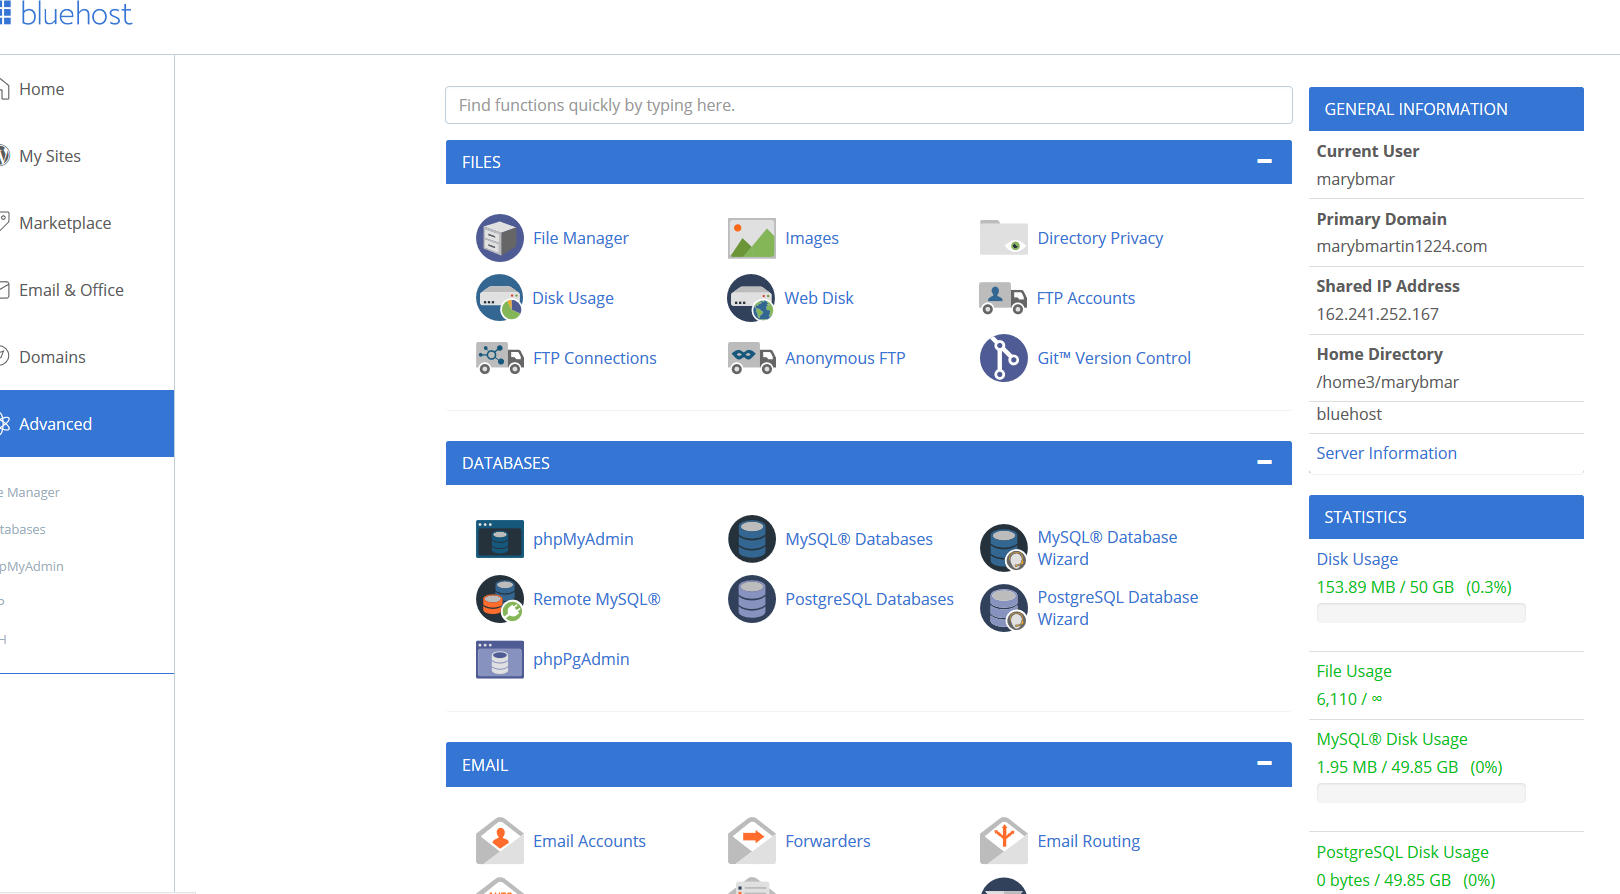 bluehost
Home
My Sites
Marketplace
Email & Office
Domains
Advanced
e Manager
tabases
pMyAdmin
P
H
Find functions quickly by typing here.
FILES
File Manager
Images
Directory Privacy
Disk Usage
Web Disk
FTP Accounts
FTP Connections
Anonymous FTP
Git™ Version Control
DATABASES
phpMyAdmin
MySQL® Databases
MySQL® Database
Wizard
Remote MySQL®
PostgreSQL Databases
PostgreSQL Database
Wizard
phpPgAdmin
EMAIL
Email Accounts
Forwarders
Email Routing
GENERAL INFORMATION
Current User
marybmar
Primary Domain
marybmartin1224.com
Shared IP Address
162.241.252.167
Home Directory
/home3/marybmar
bluehost
Server Information
STATISTICS
Disk Usage
153.89 MB / 50 GB (0.3%)
File Usage
6,110 / ∞
MySQL® Disk Usage
1.95 MB / 49.85 GB (0%)
PostgreSQL Disk Usage
0 bytes / 49.85 GB (0%)